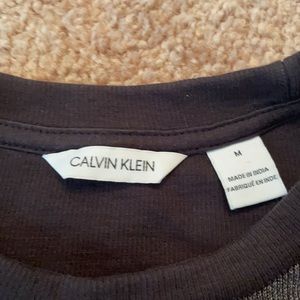 CALVIN KLEIN
M
MADE IN INDIA
FABRIQUÉ EN INDE